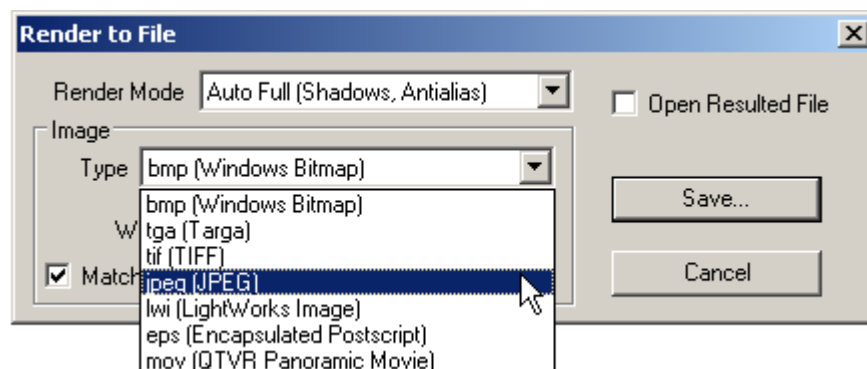 Render to File
Render Mode Auto Full (Shadows, Antialias)
Open Resulted File
Image
Type bmp (Windows Bitmap)
bmp (Windows Bitmap)
Save...
W tga (Targa)
tif (TIFF)
Match jpeg (JPEG)
Cancel
lwi (LightWorks Image)
eps (Encapsulated Postscript)
mov (QTVR Panoramic Movie)